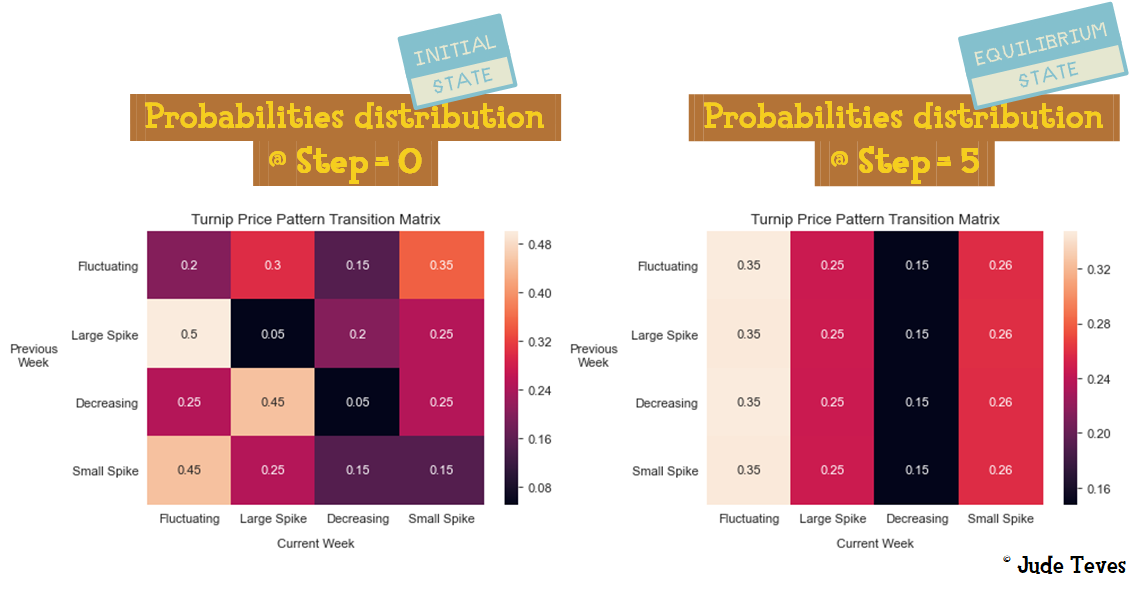 INITIAL
STATE
Probabilities distribution
@ Step = 0
Turnip Price Pattern Transition Matrix
Fluctuating 0.2 0.3 0.15 0.35
Large Spike 0.5 0.05 0.2 0.25
Decreasing 0.25 0.45 0.05 0.25
Small Spike 0.45 0.25 0.15 0.15
Previous
Week
Fluctuating Large Spike Decreasing Small Spike
Current Week
0.48
0.40
0.32
0.24
0.16
0.08
EQUILIBRIUM
STATE
Probabilities distribution
@ Step = 5
Turnip Price Pattern Transition Matrix
Fluctuating 0.35 0.25 0.15 0.26
Large Spike 0.35 0.25 0.15 0.26
Decreasing 0.35 0.25 0.15 0.26
Small Spike 0.35 0.25 0.15 0.26
Previous
Week
Fluctuating Large Spike Decreasing Small Spike
Current Week
0.32
0.28
0.24
0.20
0.16
© Jude Teves